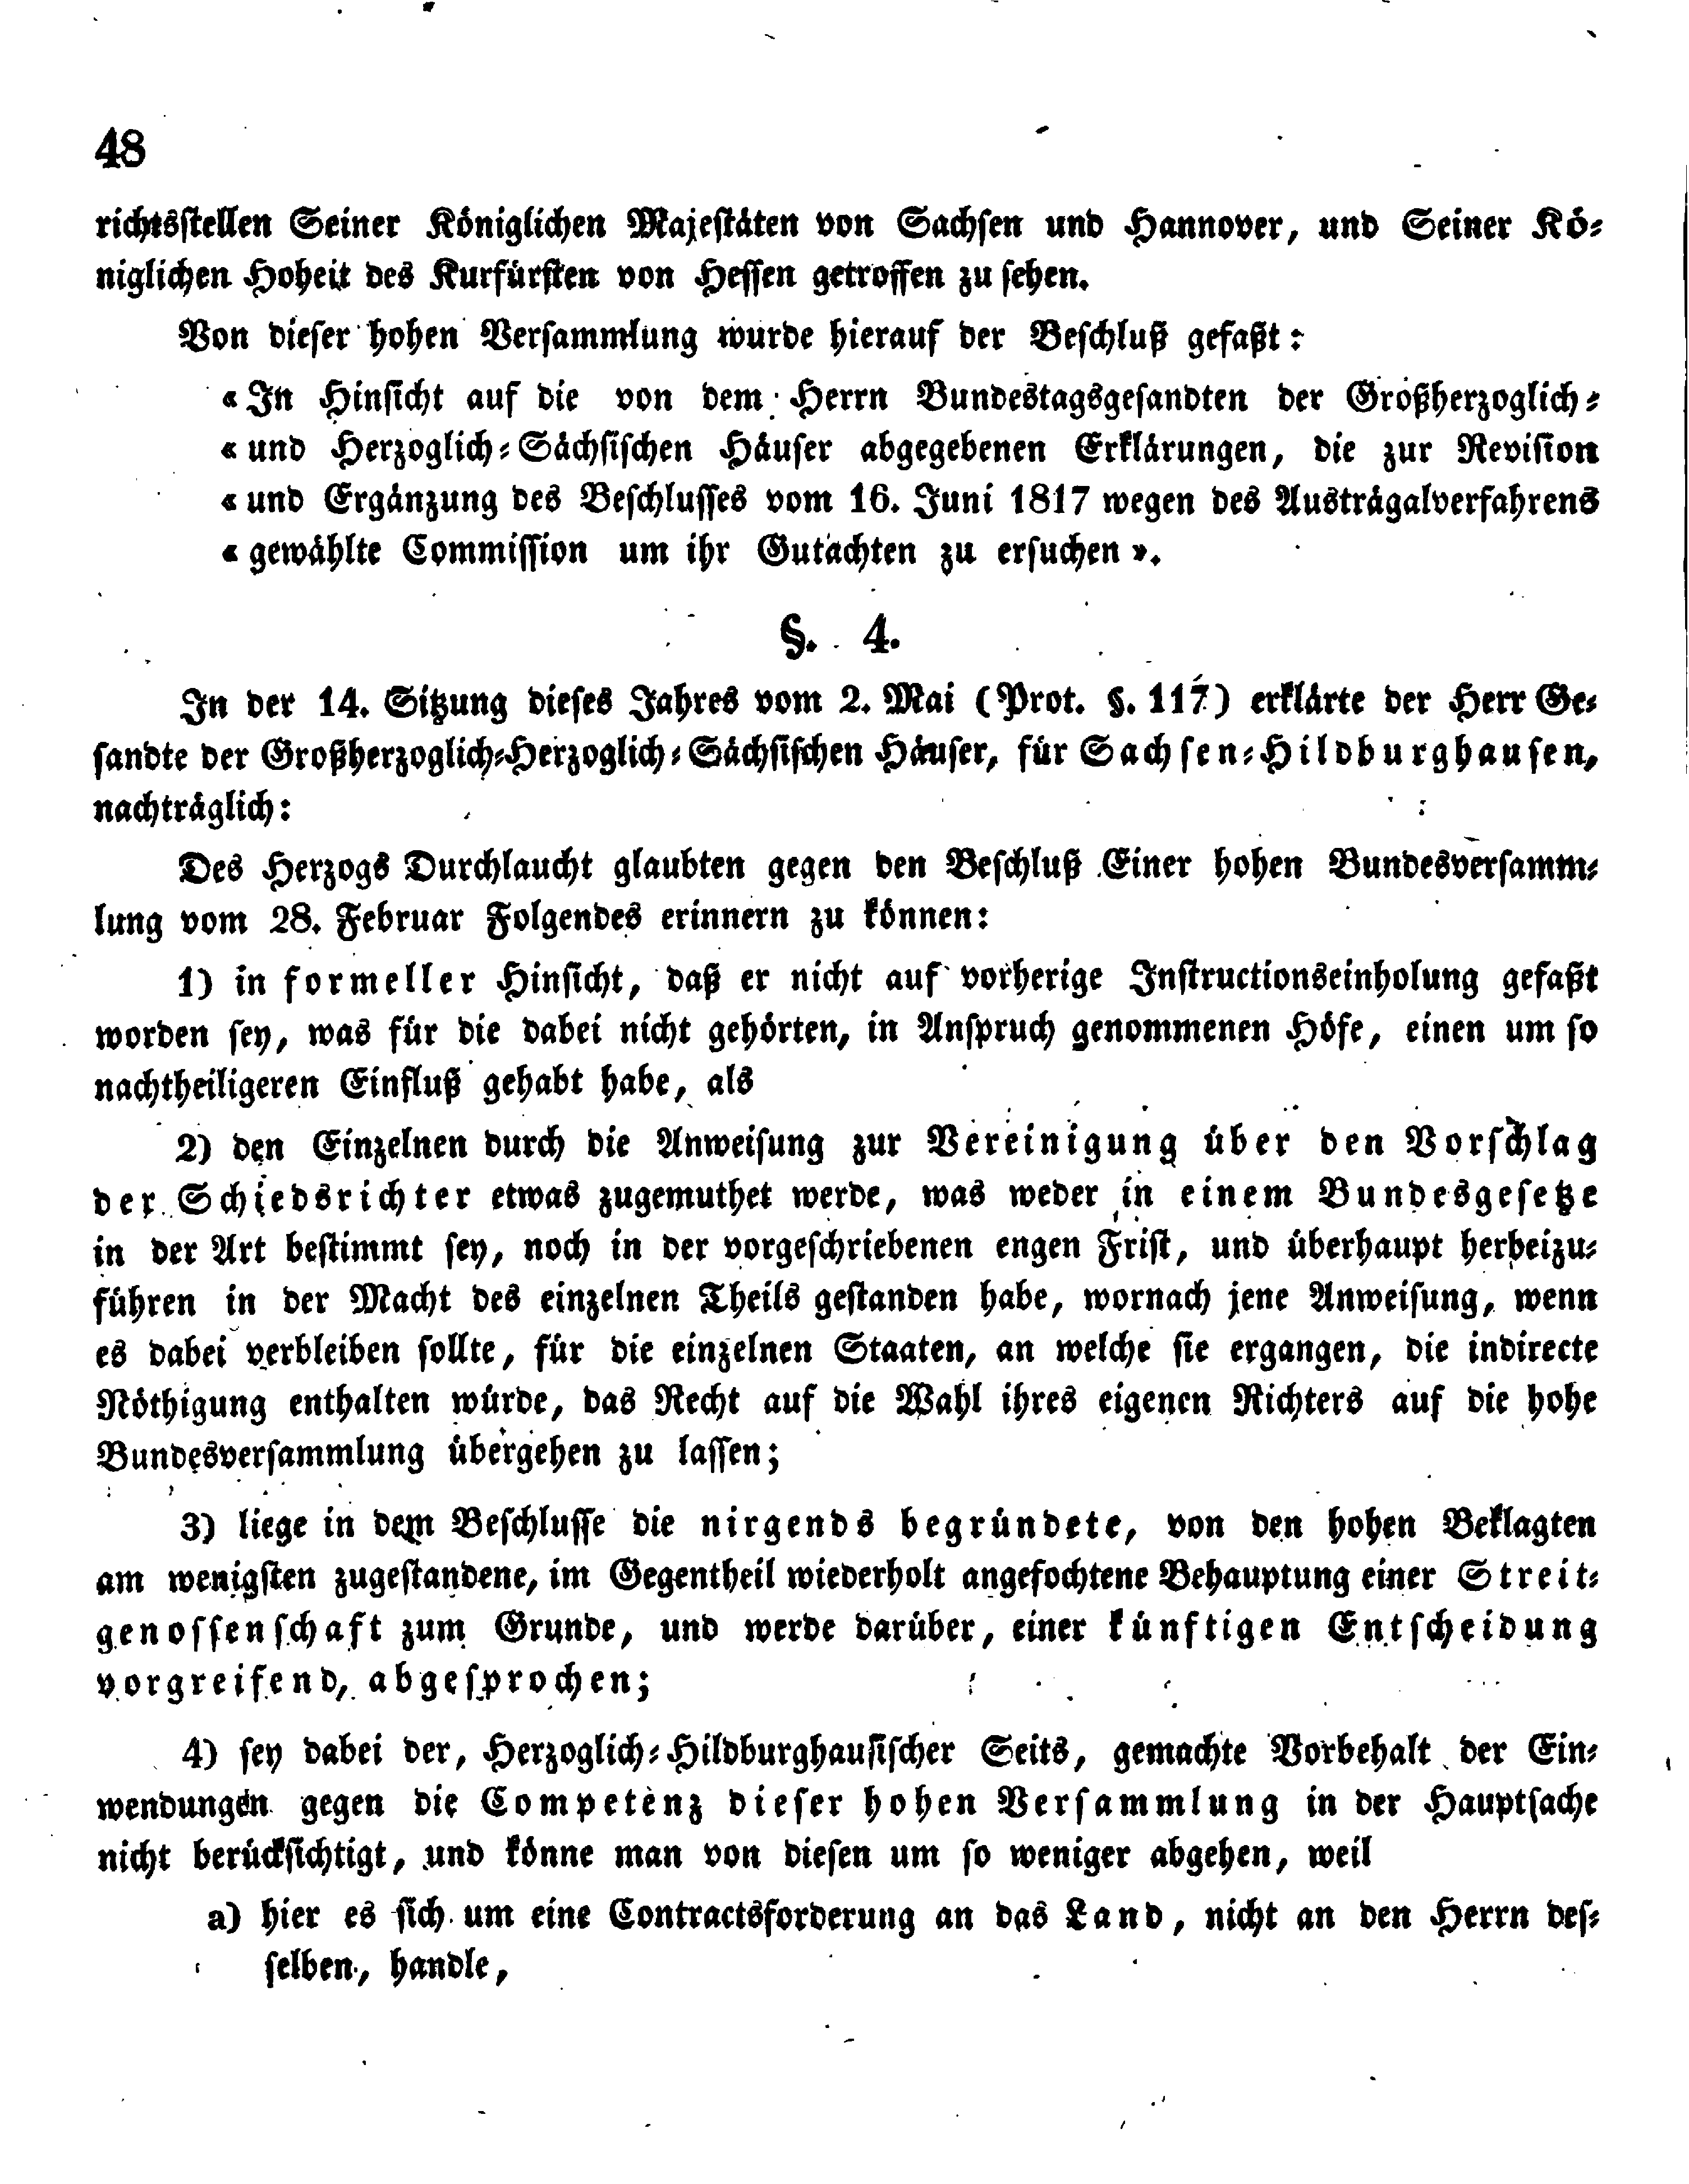 48
richtsstellen Seiner Königlichen Majestäten von Sachsen und Hannover, und Seiner Kö-
niglichen Hoheit des Kurfürsten von Hessen getroffen zu sehen.
Von dieser hohen Versammlung wurde hierauf der Beschluß gefaßt:
« In Hinsicht auf die von dem Herrn Bundestagsgesandten der Großherzoglich-
« und Herzoglich-Sächsischen Häuser abgegebenen Erklärungen, die zur Revision
« und Ergänzung des Beschlusses vom 16. Juni 1817 wegen des Austrägalverfahrens
« gewählte Commission um ihr Gutachten zu ersuchen ».
§. 4.
In der 14. Sitzung dieses Jahres vom 2. Mai (Prot. §. 117) erklärte der Herr Ge-
sandte der Großherzoglich-Herzoglich-Sächsischen Häuser, für Sachsen-Hildburghausen,
nachträglich:
Des Herzogs Durchlaucht glaubten gegen den Beschluß Einer hohen Bundesversamm-
lung vom 28. Februar Folgendes erinnern zu können:
1) in formeller Hinsicht, daß er nicht auf vorherige Instructionseinholung gefaßt
worden sey, was für die dabei nicht gehörten, in Anspruch genommenen Höfe, einen um so
nachtheiligeren Einfluß gehabt habe, als
2) den Einzelnen durch die Anweisung zur Vereinigung über den Vorschlag
der Schiedsrichter etwas zugemuthet werde, was weder in einem Bundesgesetze
in der Art bestimmt sey, noch in der vorgeschriebenen engen Frist, und überhaupt herbeizu-
führen in der Macht des einzelnen Theils gestanden habe, wornach jene Anweisung, wenn
es dabei verbleiben sollte, für die einzelnen Staaten, an welche sie ergangen, die indirecte
Nöthigung enthalten würde, das Recht auf die Wahl ihres eigenen Richters auf die hohe
Bundesversammlung übergehen zu lassen;
3) liege in dem Beschlusse die nirgends begründete, von den hohen Beklagten
am wenigsten zugestandene, im Gegentheil wiederholt angefochtene Behauptung einer Streit-
genossenschaft zum Grunde, und werde darüber, einer künftigen Entscheidung
vorgreifend, abgesprochen;
4) sey dabei der, Herzoglich-Hildburghausischer Seits, gemachte Vorbehalt der Ein-
wendungen gegen die Competenz dieser hohen Versammlung in der Hauptsache
nicht berücksichtigt, und könne man von diesen um so weniger abgehen, weil
a) hier es sich um eine Contractsforderung an das Land, nicht an den Herrn des-
selben, handle,